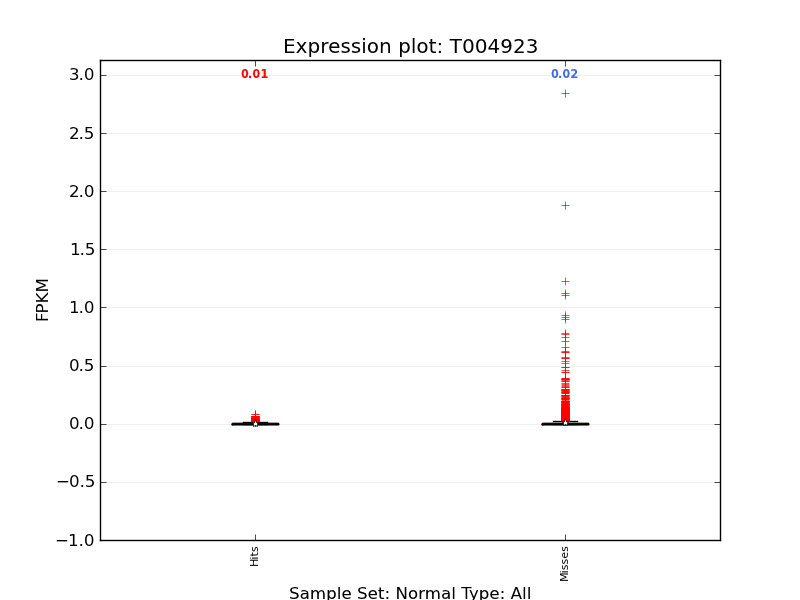 Expression plot: T004923
0.01
0.02
3.0
2.5
2.0
1.5
1.0
0.5
0.0
−0.5
−1.0
FPKM
Hits
Misses
Sample Set: Normal Type: All